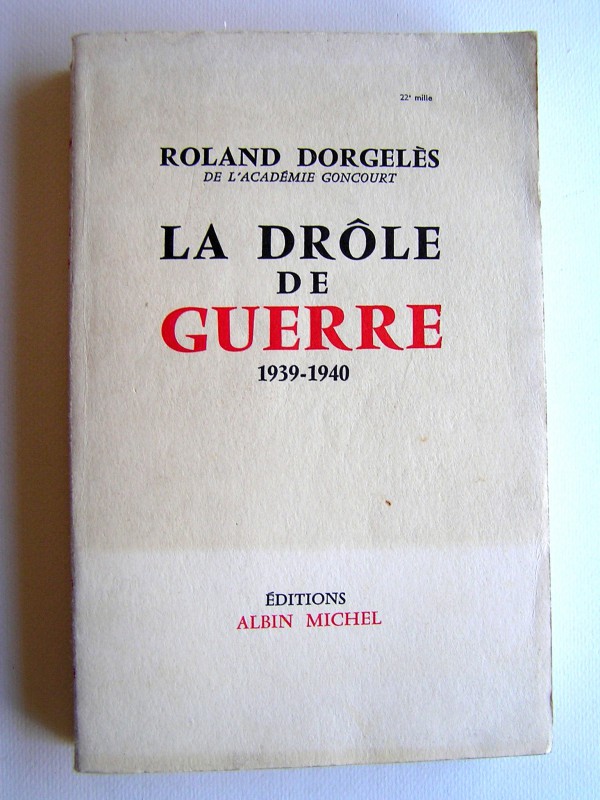 22e mille
ROLAND DORGELÈS
DE L'ACADÉMIE GONCOURT
LA DRÔLE
DE
GUERRE
1939-1940
ÉDITIONS
ALBIN MICHEL